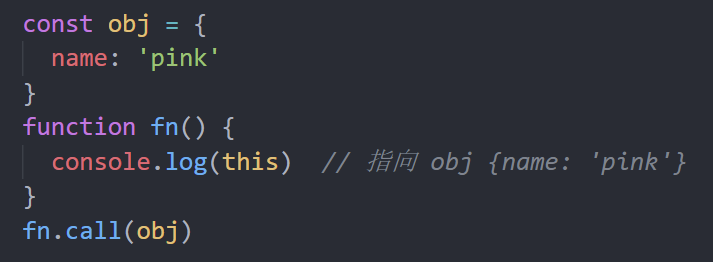 const obj = {
  name: 'pink'
}
function fn() {
  console.log(this)  // 指向 obj {name: 'pink'}
}
fn.call(obj)